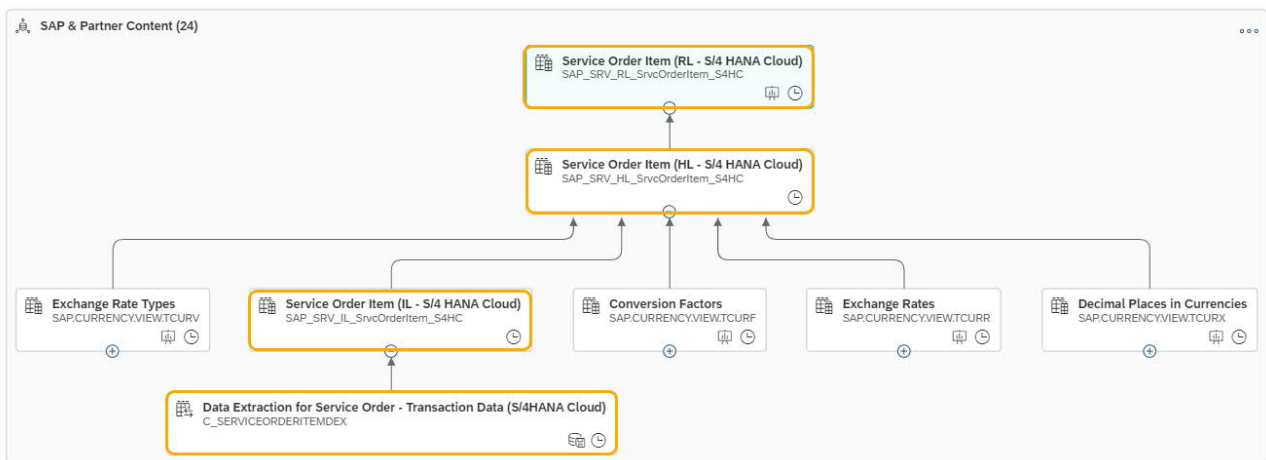 SAP & Partner Content (24)
Service Order Item (RL - S/4 HANA Cloud)
SAP_SRV_RL_SrvcOrderItem_S4HC
Service Order Item (HL - S/4 HANA Cloud)
SAP_SRV_HL_SrvcOrderItem_S4HC
Exchange Rate Types
SAP.CURRENCY.VIEW.TCURV
Service Order Item (IL - S/4 HANA Cloud)
SAP_SRV_IL_SrvcOrderItem_S4HC
Conversion Factors
SAP.CURRENCY.VIEW.TCURF
Exchange Rates
SAP.CURRENCY.VIEW.TCURR
Decimal Places in Currencies
SAP.CURRENCY.VIEW.TCURX
Data Extraction for Service Order - Transaction Data (S/4HANA Cloud)
C_SERVICEORDERITEMDEX